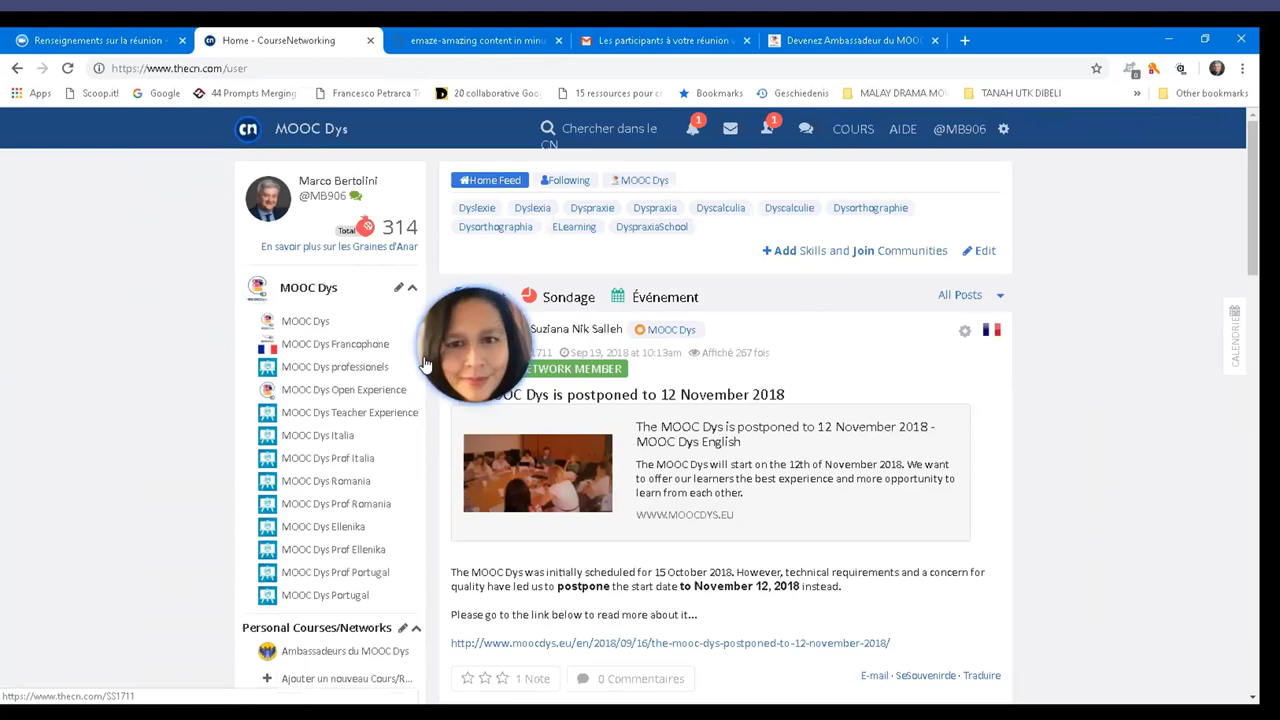 Renseignements sur la réunion -
Home - CourseNetworking
emaze-amazing content in minu
Les participants à votre réunion v
Devenez Ambassadeur du MOO
https://www.thecn.com/user
Apps
Scoop.it!
Google
44 Prompts Merging
Francesco Petrarca T
20 collaborative Goo
15 ressources pour cr
Bookmarks
Geschiedenis
MALAY DRAMA MOV
TANAH UTK DIBELI
»
Other bookmarks
cn
MOOC Dys
Chercher dans le
CN
1
1
COURS
AIDE
@MB906
Marco Bertolini
@MB906
Total
314
En savoir plus sur les Graines d'Anar
MOOC Dys
MOOC Dys
MOOC Dys Francophone
MOOC Dys professionels
MOOC Dys Open Experience
MOOC Dys Teacher Experience
MOOC Dys Italia
MOOC Dys Prof Italia
MOOC Dys Romania
MOOC Dys Prof Romania
MOOC Dys Ellenika
MOOC Dys Prof Ellenika
MOOC Dys Prof Portugal
MOOC Dys Portugal
Personal Courses/Networks
Ambassadeurs du MOOC Dys
Ajouter un nouveau Cours/R...
Home Feed
Following
MOOC Dys
Dyslexie
Dyslexia
Dyspraxie
Dyspraxia
Dyscalculia
Dyscalculie
Dysorthographie
Dysorthographia
ELearning
DyspraxiaSchool
Add Skills and Join Communities
Edit
Sondage
Événement
All Posts
Suziana Nik Salleh
MOOC Dys
1711
Sep 19, 2018 at 10:13am
Affiché 267 fois
ETWORK MEMBER
OC Dys is postponed to 12 November 2018
The MOOC Dys is postponed to 12 November 2018 -
MOOC Dys English
The MOOC Dys will start on the 12th of November 2018. We want
to offer our learners the best experience and more opportunity to
learn from each other.
WWW.MOOCDYS.EU
The MOOC Dys was initially scheduled for 15 October 2018. However, technical requirements and a concern for
quality have led us to postpone the start date to November 12, 2018 instead.
Please go to the link below to read more about it...
http://www.moocdys.eu/en/2018/09/16/the-mooc-dys-postponed-to-12-november-2018/
1 Note
0 Commentaires
E-mail · SeSouvenirde · Traduire
CALENDRIE
https://www.thecn.com/SS1711